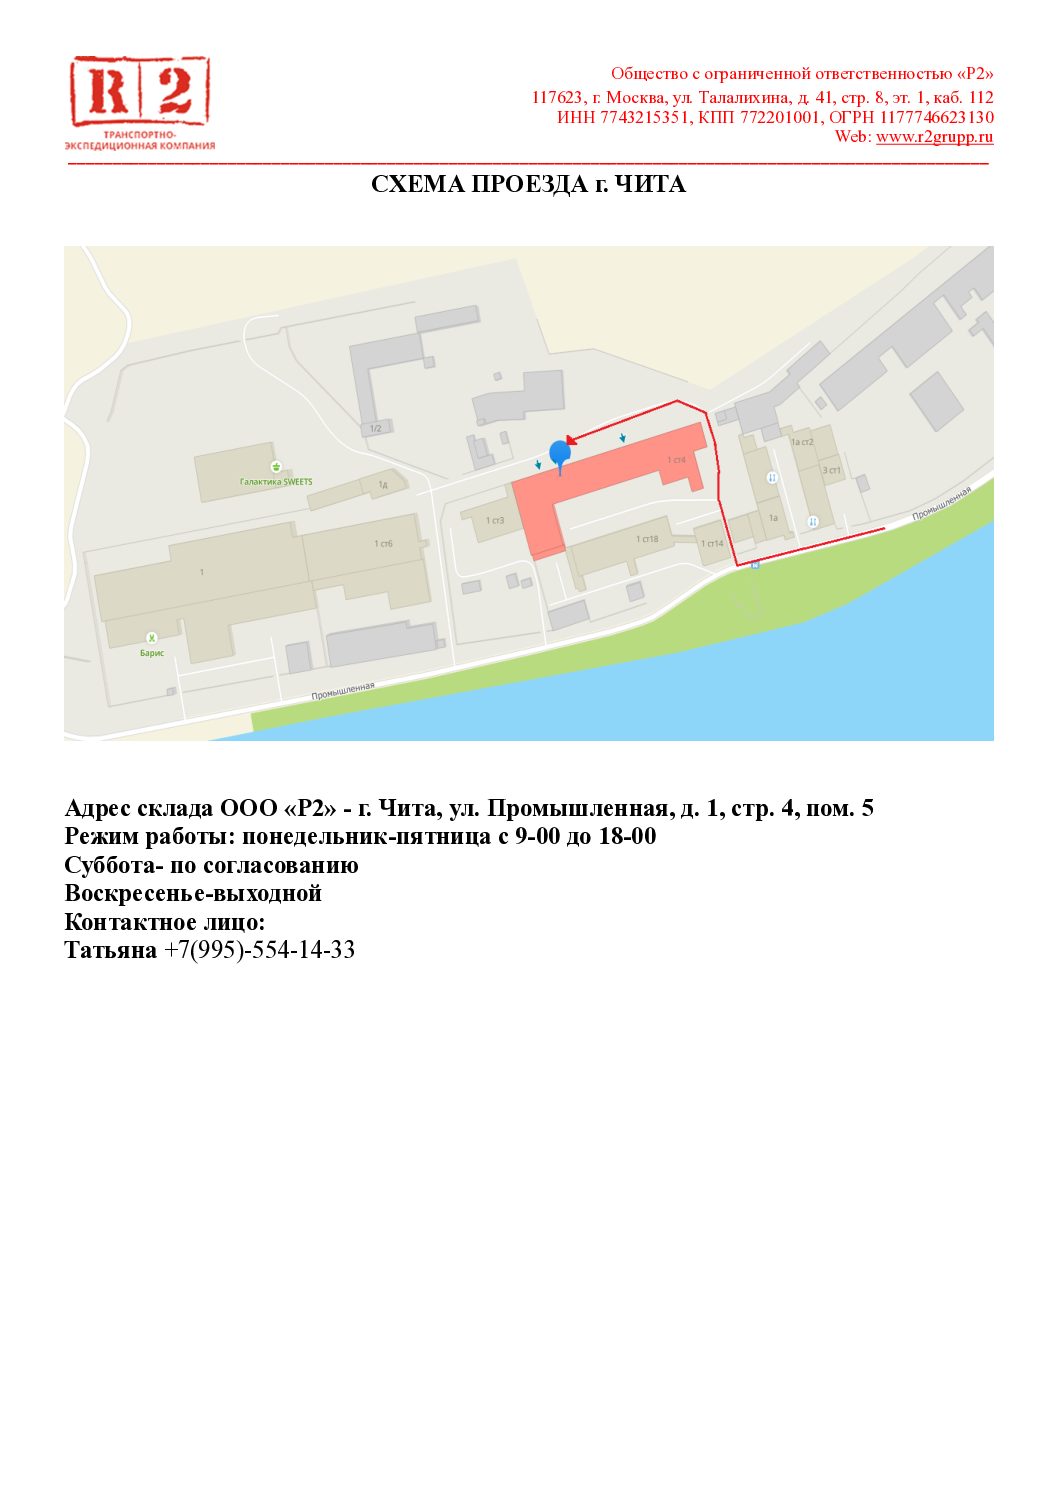 R2
ТРАНСПОРТНО-
ЭКСПЕДИЦИОННАЯ КОМПАНИЯ
Общество с ограниченной ответственностью «Р2»
117623, г. Москва, ул. Талалихина, д. 41, стр. 8, эт. 1, каб. 112
ИНН 7743215351, КПП 772201001, ОГРН 1177746623130
Web: www.r2grupp.ru
СХЕМА ПРОЕЗДА г. ЧИТА
1/2
1а ст2
1 ст4
3 ст1
Галактика SWEETS
1д
Промышленная
1 ст3
1а
1 ст18
1 ст14
1 ст6
1
Барис
Промышленная
Адрес склада ООО «Р2» - г. Чита, ул. Промышленная, д. 1, стр. 4, пом. 5
Режим работы: понедельник-пятница с 9-00 до 18-00
Суббота- по согласованию
Воскресенье-выходной
Контактное лицо:
Татьяна +7(995)-554-14-33